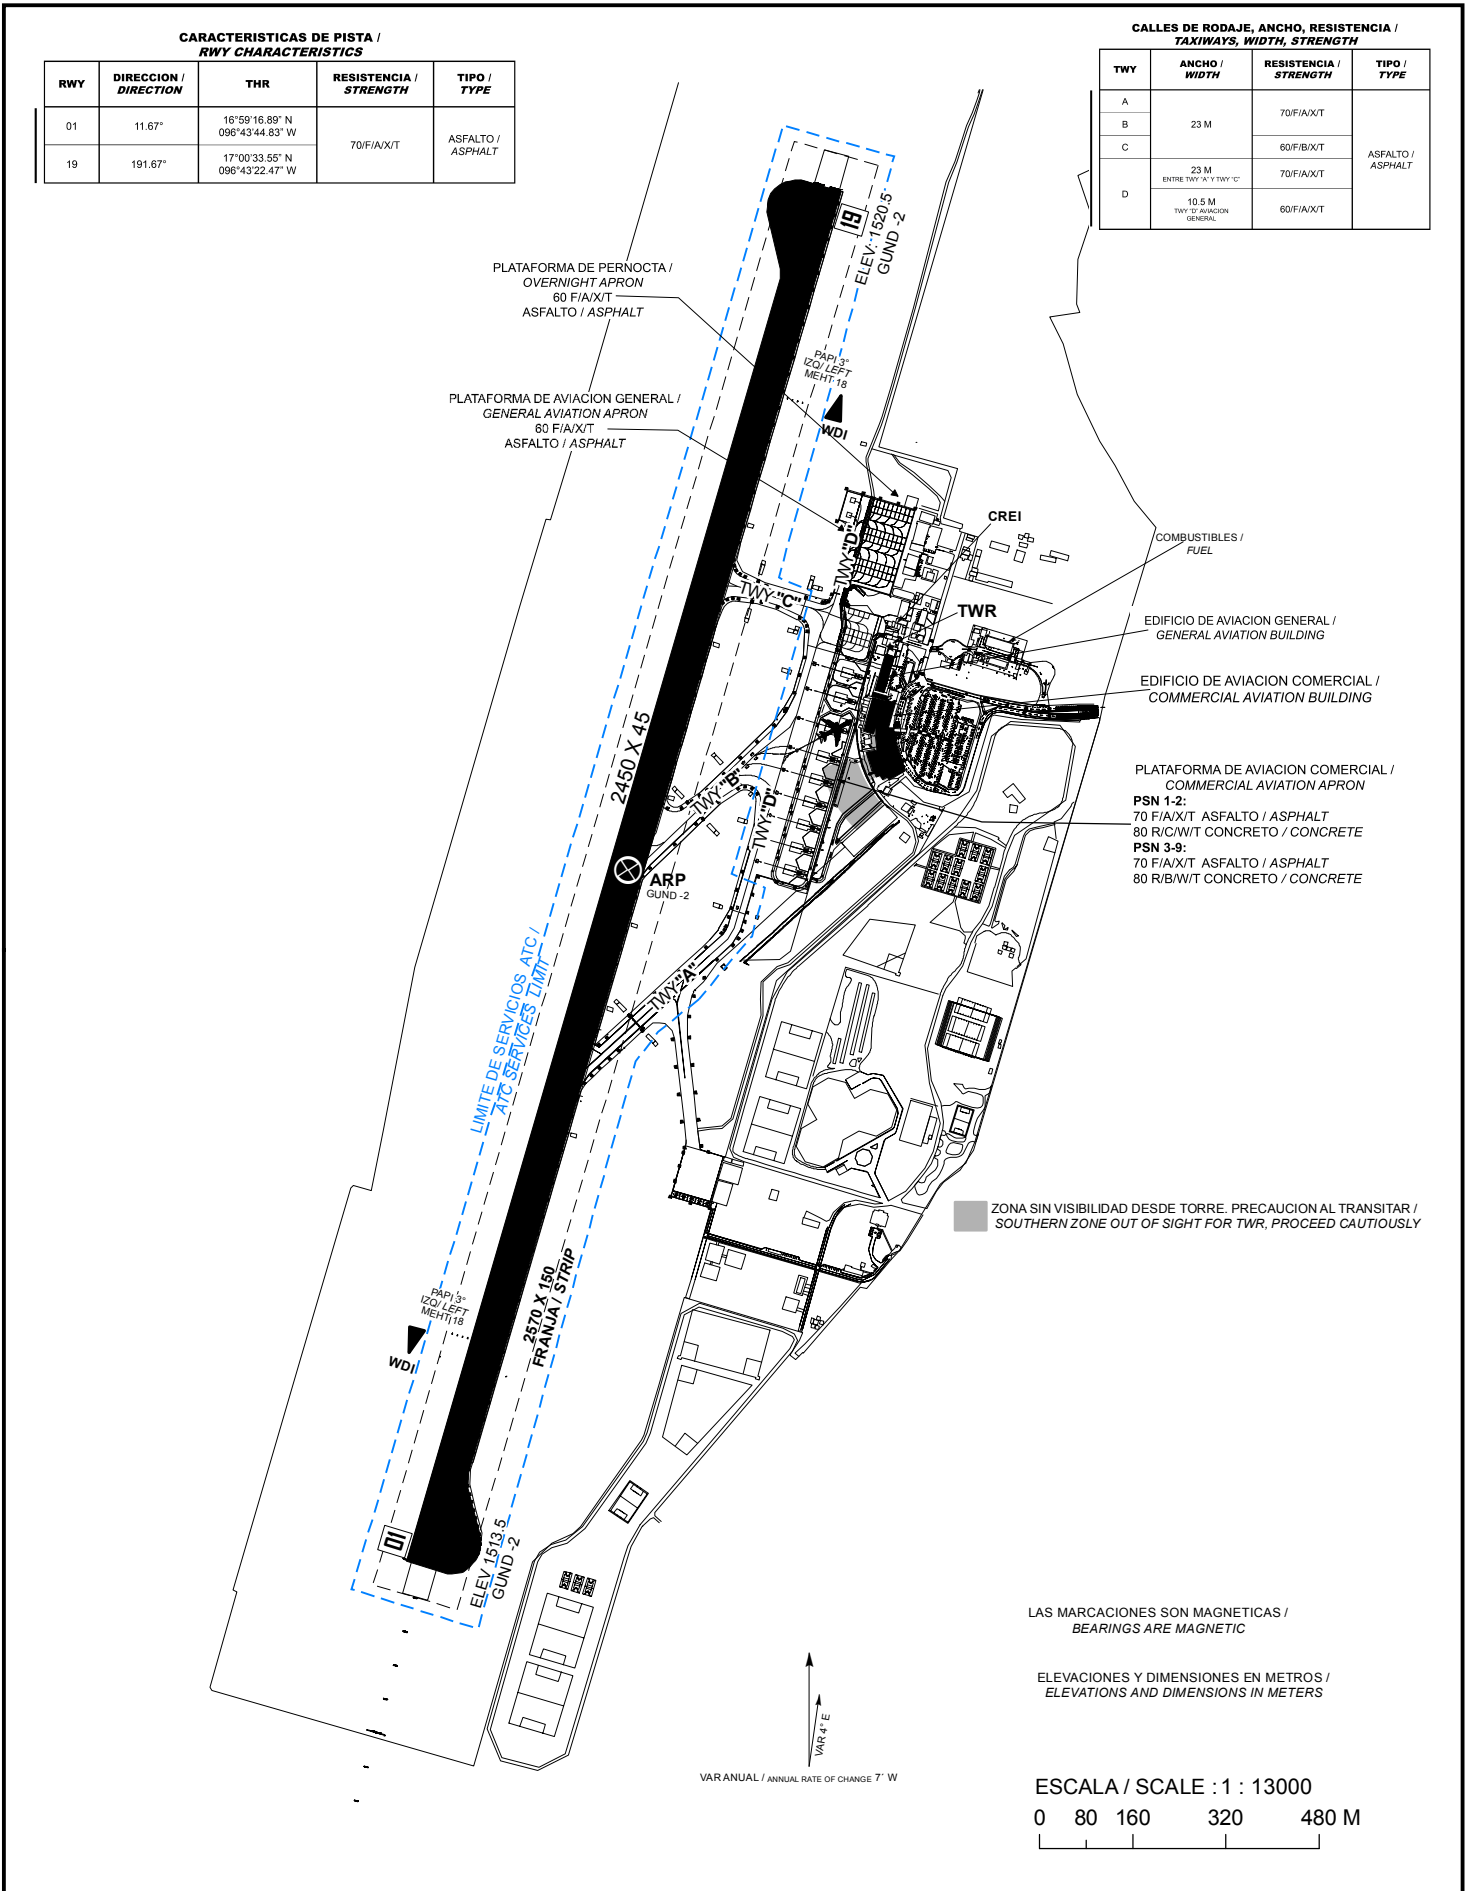 CARACTERISTICAS DE PISTA /
RWY CHARACTERISTICS
RWY
DIRECCION /
DIRECTION
THR
RESISTENCIA /
STRENGTH
TIPO /
TYPE
01
11.67°
16°59'16.89" N
096°43'44.83" W
19
191.67°
17°00'33.55" N
096°43'22.47" W
70/F/A/X/T
ASFALTO /
ASPHALT
CALLES DE RODAJE, ANCHO, RESISTENCIA /
TAXIWAYS, WIDTH, STRENGTH
TWY
ANCHO /
WIDTH
RESISTENCIA /
STRENGTH
TIPO /
TYPE
A
B
C
23 M
70/F/A/X/T
60/F/B/X/T
D
23 M
ENTRE TWY "A" Y TWY "C"
70/F/A/X/T
10.5 M
TWY "D" AVIACION
GENERAL
60/F/A/X/T
ASFALTO /
ASPHALT
19
ELEV. 1520.5
GUND -2
PLATAFORMA DE PERNOCTA /
OVERNIGHT APRON
60 F/A/X/T
ASFALTO / ASPHALT
PAPI 3°
IZQ/ LEFT
MEHT 18
WDI
PLATAFORMA DE AVIACION GENERAL /
GENERAL AVIATION APRON
60 F/A/X/T
ASFALTO / ASPHALT
CREI
COMBUSTIBLES /
FUEL
TWY "D"
TWY "C"
TWR
EDIFICIO DE AVIACION GENERAL /
GENERAL AVIATION BUILDING
EDIFICIO DE AVIACION COMERCIAL /
COMMERCIAL AVIATION BUILDING
2450 X 45
TWY "B"
TWY "D"
PLATAFORMA DE AVIACION COMERCIAL /
COMMERCIAL AVIATION APRON
PSN 1-2:
70 F/A/X/T ASFALTO / ASPHALT
80 R/C/W/T CONCRETO / CONCRETE
PSN 3-9:
70 F/A/X/T ASFALTO / ASPHALT
80 R/B/W/T CONCRETO / CONCRETE
ARP
GUND -2
TWY "A"
LIMITE DE SERVICIOS ATC /
ATC SERVICES LIMIT
ZONA SIN VISIBILIDAD DESDE TORRE. PRECAUCION AL TRANSITAR /
SOUTHERN ZONE OUT OF SIGHT FOR TWR, PROCEED CAUTIOUSLY
2570 X 150
FRANJA / STRIP
PAPI 3°
IZQ/ LEFT
MEHT 18
WDI
01
ELEV 1513.5
GUND -2
LAS MARCACIONES SON MAGNETICAS /
BEARINGS ARE MAGNETIC
ELEVACIONES Y DIMENSIONES EN METROS /
ELEVATIONS AND DIMENSIONS IN METERS
VAR 4° E
VAR ANUAL / ANNUAL RATE OF CHANGE 7' W
ESCALA / SCALE : 1 : 13000
0 80 160 320 480 M